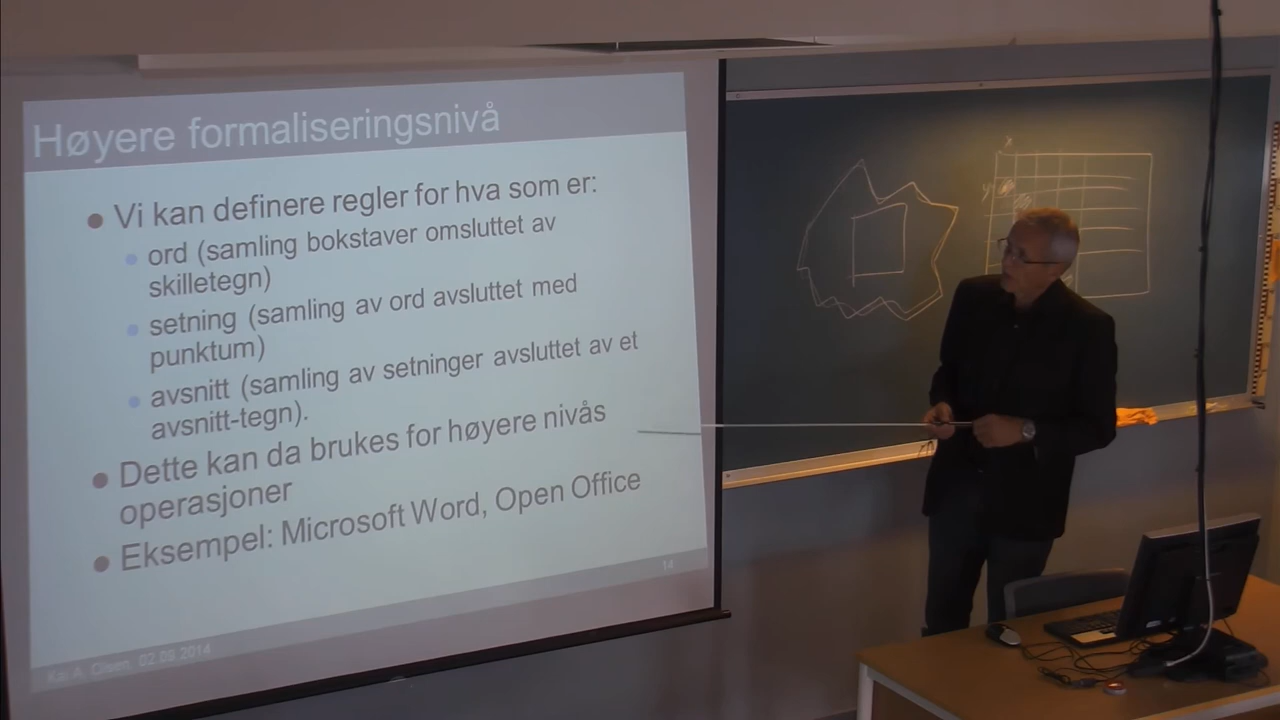 Høyere formaliseringsnivå
Vi kan definere regler for hva som er:
ord (samling bokstaver omsluttet av
skilletegn)
setning (samling av ord avsluttet med
punktum)
avsnitt (samling av setninger avsluttet av et
avsnitt-tegn).
Dette kan da brukes for høyere nivås
operasjoner
Eksempel: Microsoft Word, Open Office
14
Kai A. Olsen, 02.09.2014
x
y